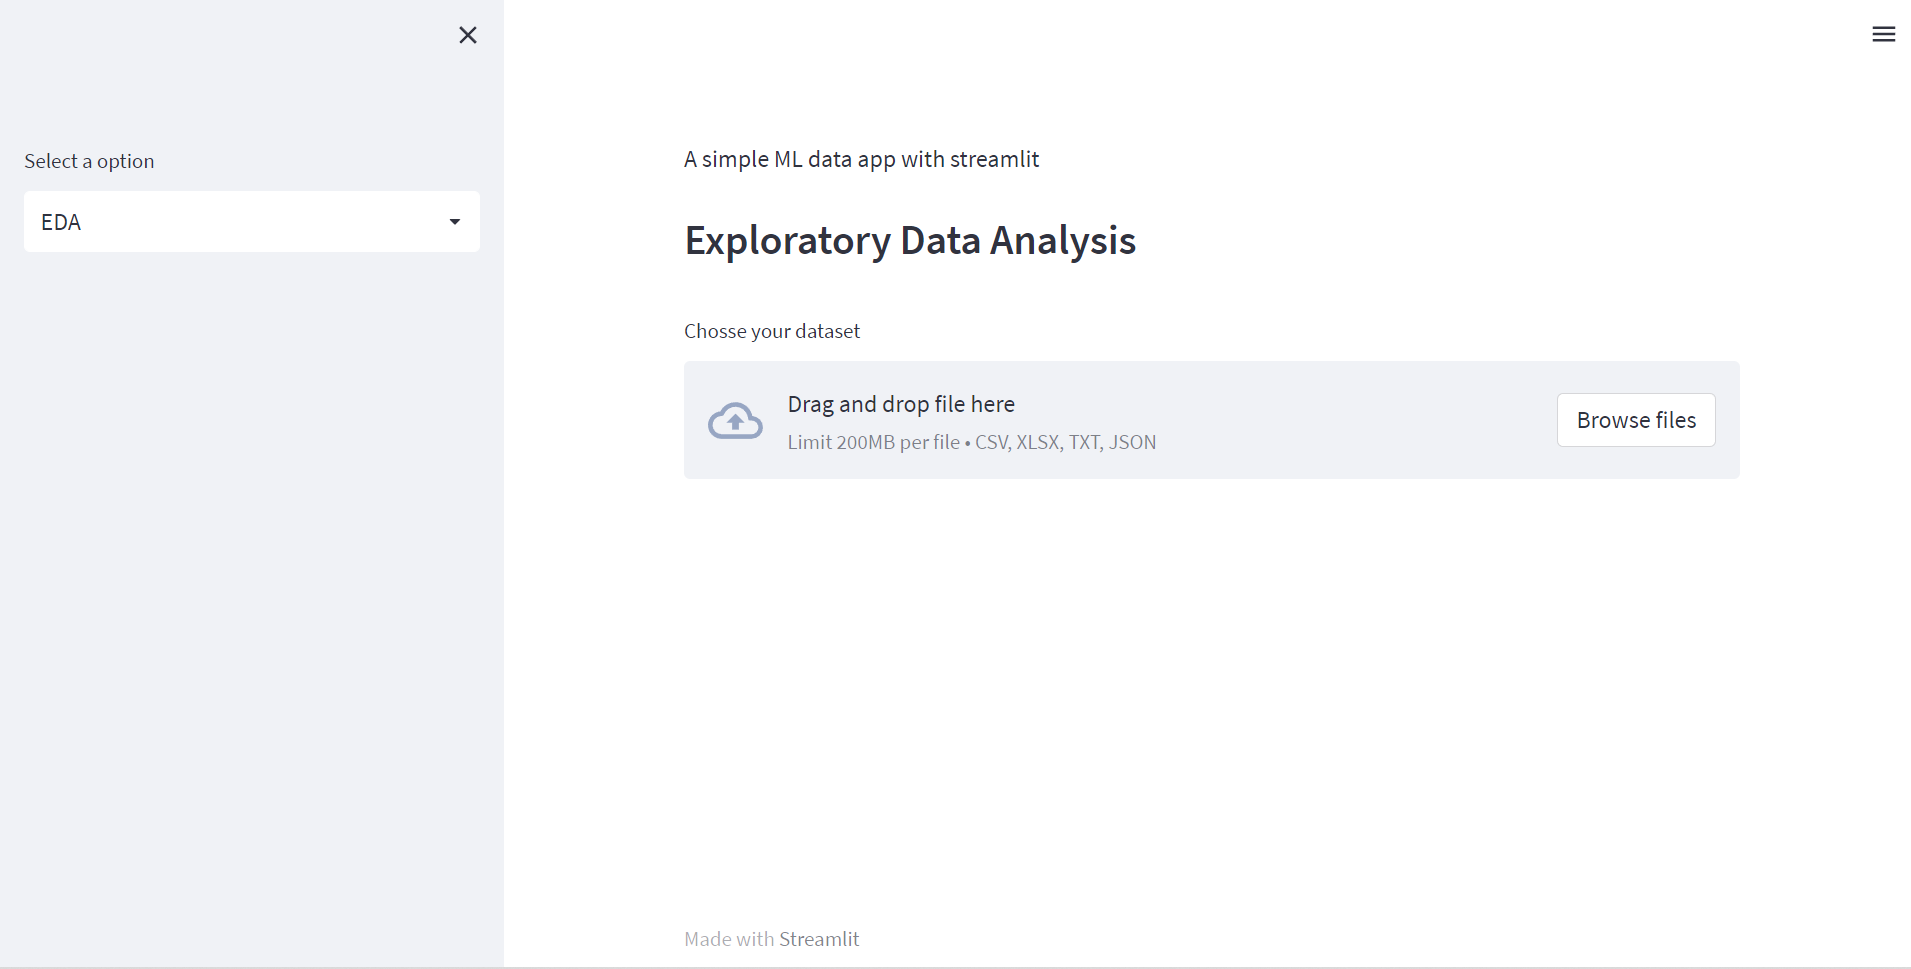 Select a option
EDA
A simple ML data app with streamlit
Exploratory Data Analysis
Chosse your dataset
Drag and drop file here
Limit 200MB per file • CSV, XLSX, TXT, JSON
Browse files
Made with Streamlit